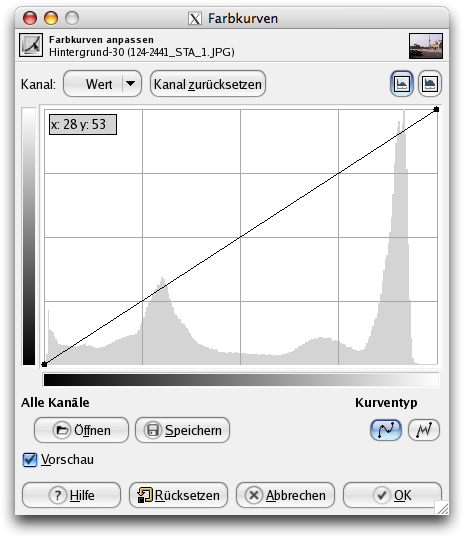 Farbkurven
Farbkurven anpassen
Hintergrund-30 (124-2441_STA_1.JPG)
Kanal: Wert Kanal zurücksetzen
x: 28 y: 53
Alle Kanäle Kurventyp
Öffnen Speichern
Vorschau
Hilfe Rücksetzen Abbrechen OK